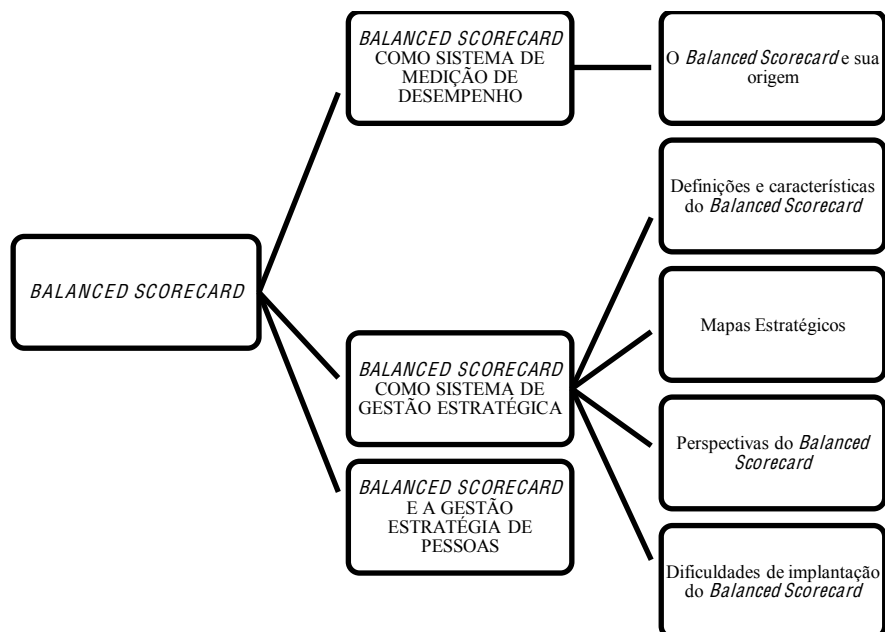 BALANCED SCORECARD
BALANCED SCORECARD
COMO SISTEMA DE
MEDIÇÃO DE
DESEMPENHO
O Balanced Scorecard e sua
origem
BALANCED SCORECARD
COMO SISTEMA DE
GESTÃO ESTRATÉGICA
Definições e características
do Balanced Scorecard
Mapas Estratégicos
Perspectivas do Balanced
Scorecard
Dificuldades de implantação
do Balanced Scorecard
BALANCED SCORECARD
E A GESTÃO
ESTRATÉGIA DE
PESSOAS